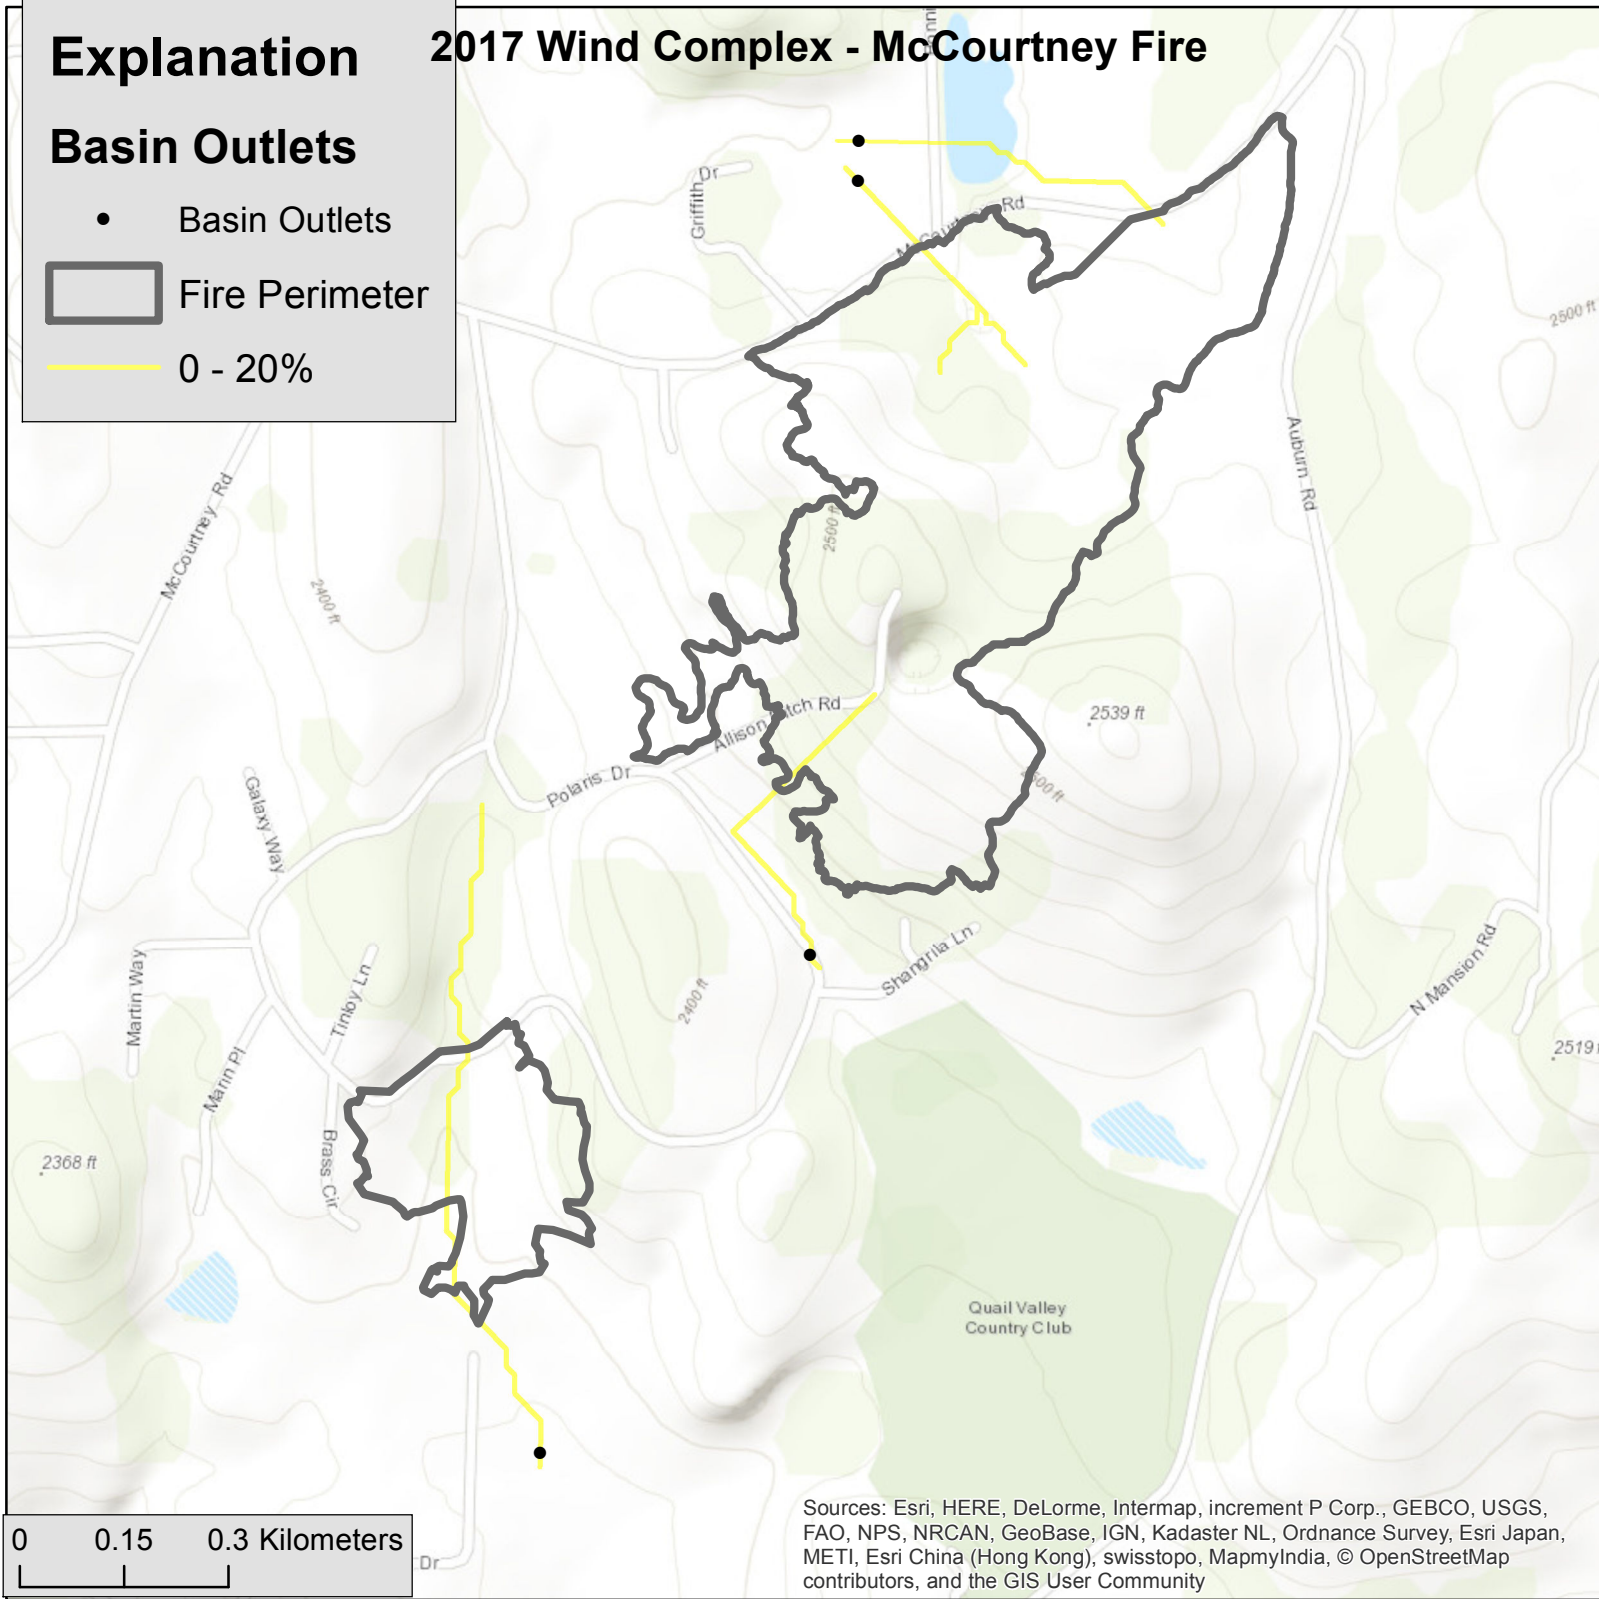 Explanation
2017 Wind Complex - McCourtney Fire
Basin Outlets
Basin Outlets
Fire Perimeter
0 - 20%
Griffith Dr
McCourtney Rd
2500 ft
Auburn Rd
McCourtney Rd
2500 ft
2400 ft
Allison Ranch Rd
2539 ft
Polaris Dr
2500 ft
Galaxy Way
Shangrila Ln
N Mansion Rd
Martin Way
Tinloy Ln
2400 ft
2519
Marin Pl
Brass Cir
2368 ft
Quail Valley
Country Club
Sources: Esri, HERE, DeLorme, Intermap, increment P Corp., GEBCO, USGS,
FAO, NPS, NRCAN, GeoBase, IGN, Kadaster NL, Ordnance Survey, Esri Japan,
METI, Esri China (Hong Kong), swisstopo, MapmyIndia, © OpenStreetMap
contributors, and the GIS User Community
0 0.15 0.3 Kilometers
Dr